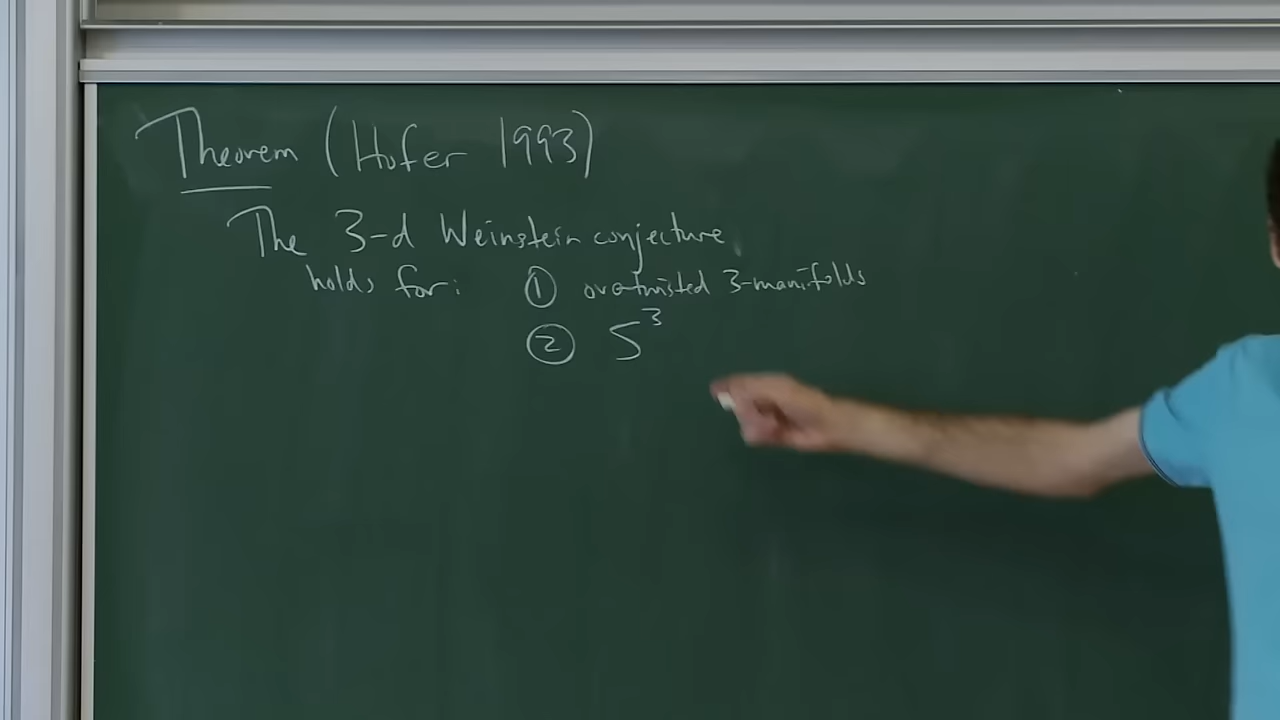 Theorem (Hofer 1993)
The 3-d Weinstein conjecture
holds for: ① overtwisted 3-manifolds
② S³